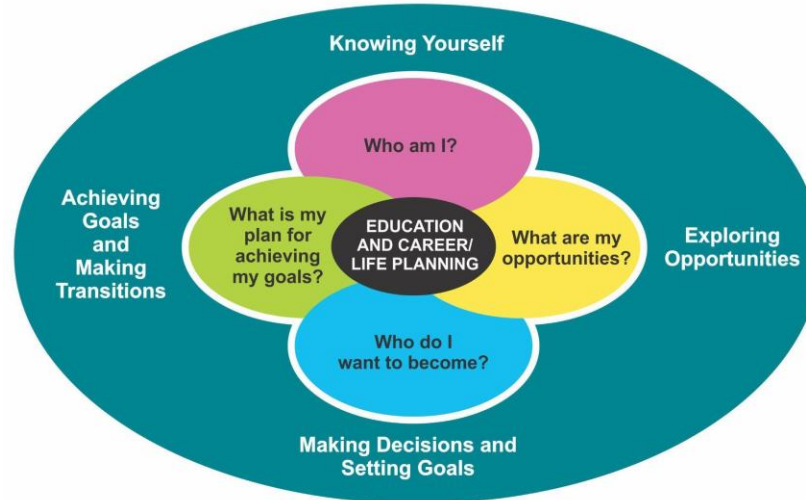 Knowing Yourself
Who am I?
Achieving
Goals
and
Making
Transitions
What is my
plan for
achieving
my goals?
EDUCATION
AND CAREER/
LIFE PLANNING
What are my
opportunities?
Exploring
Opportunities
Who do I
want to become?
Making Decisions and
Setting Goals